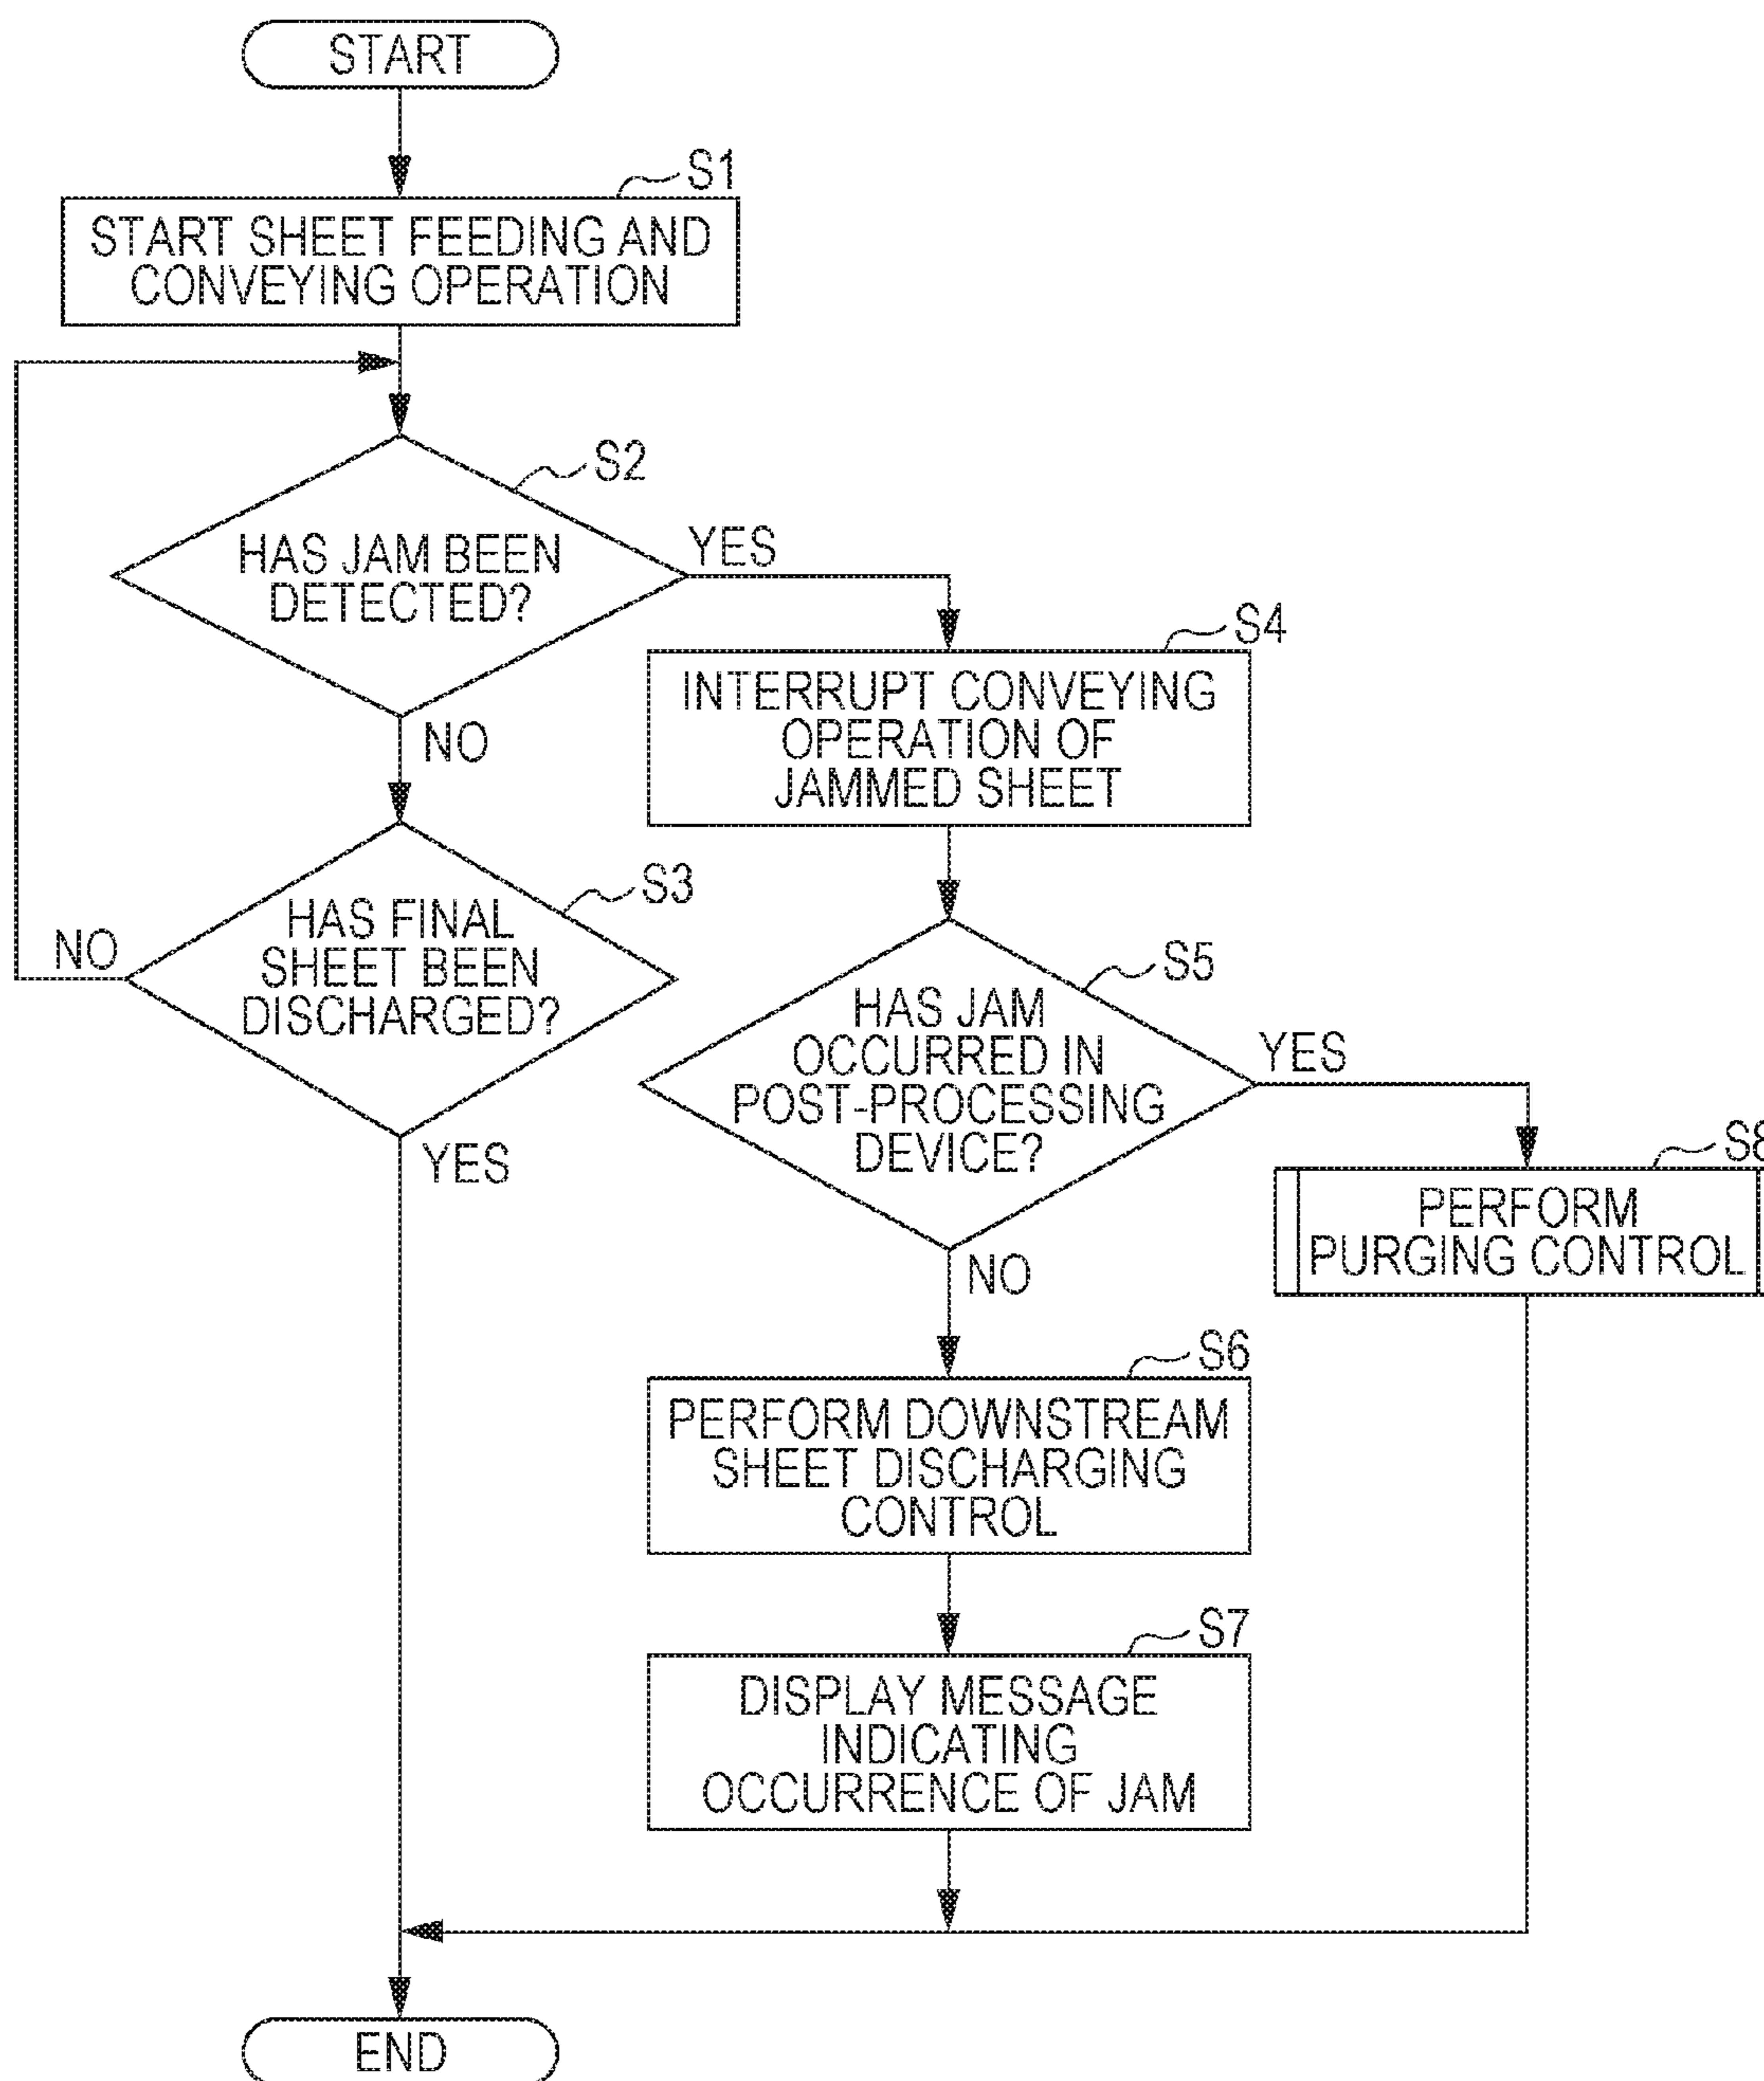 START
S1
START SHEET FEEDING AND
CONVEYING OPERATION
S2
HAS JAM BEEN
DETECTED?
YES
NO
S3
HAS FINAL
SHEET BEEN
DISCHARGED?
NO
YES
S4
INTERRUPT CONVEYING
OPERATION OF
JAMMED SHEET
S5
HAS JAM
OCCURRED IN
POST-PROCESSING
DEVICE?
YES
NO
S8
PERFORM
PURGING CONTROL
S6
PERFORM DOWNSTREAM
SHEET DISCHARGING
CONTROL
S7
DISPLAY MESSAGE
INDICATING
OCCURRENCE OF JAM
END